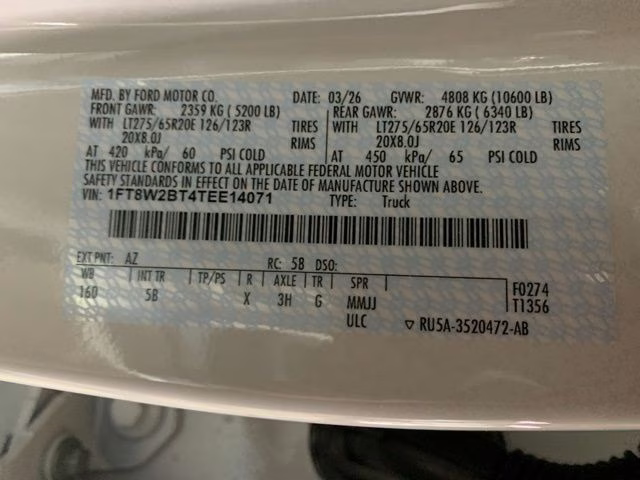 MFD. BY FORD MOTOR CO.
DATE: 03/26 GVWR: 4808 KG (10600 LB)
FRONT GAWR: 2359 KG ( 5200 LB) REAR GAWR: 2876 KG ( 6340 LB)
WITH LT275/65R20E 126/123R TIRES WITH LT275/65R20E 126/123R TIRES
20X8.0J RIMS 20X8.0J RIMS
AT 420 kPa/ 60 PSI COLD AT 450 kPa/ 65 PSI COLD
THIS VEHICLE CONFORMS TO ALL APPLICABLE FEDERAL MOTOR VEHICLE
SAFETY STANDARDS IN EFFECT ON THE DATE OF MANUFACTURE SHOWN ABOVE.
VIN: 1FT8W2BT4TEE14071 TYPE: Truck
EXT PNT: AZ RC: 58 DSO:
WB INT TR TP/PS R AXLE TR SPR F0274
160 5B X 3H G MMJJ T1356
ULC ▽ RU5A-3520472-AB